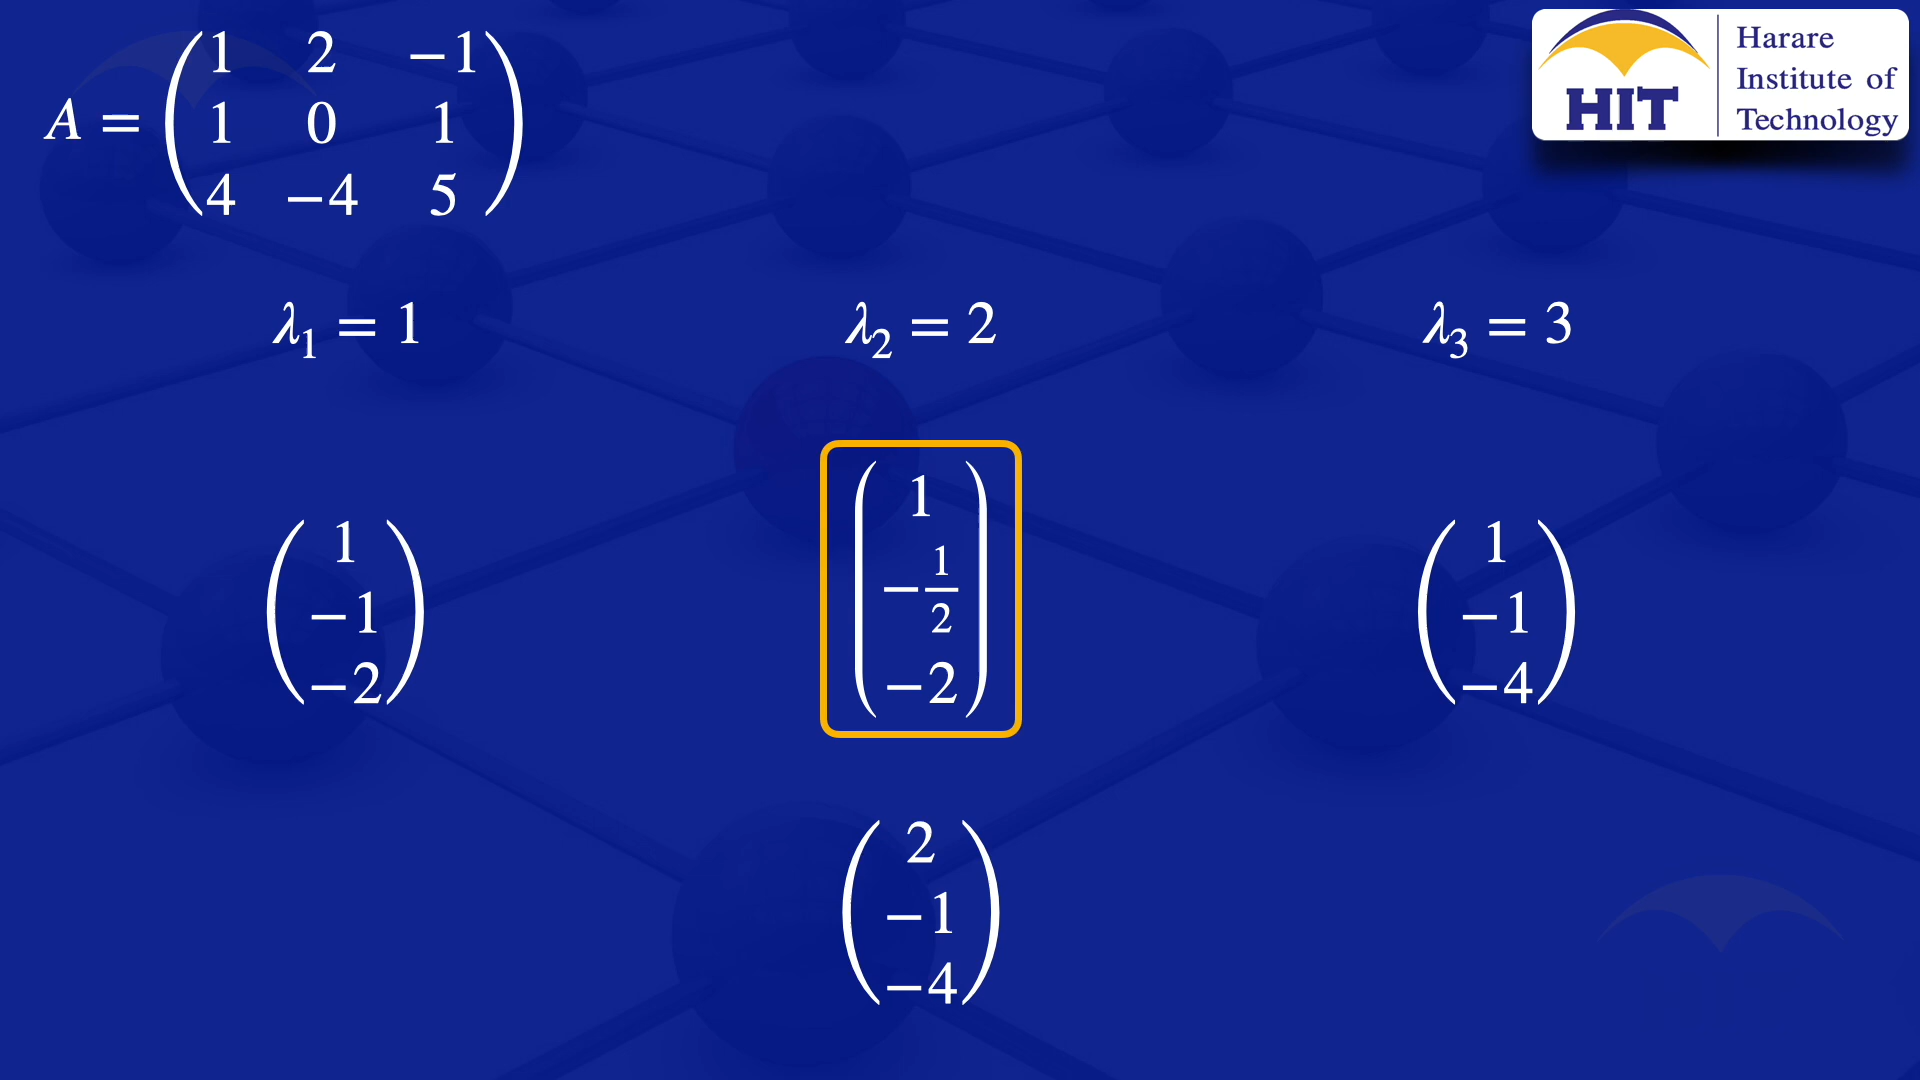 A = ( 1 2 −1
1 0 1
4 −4 5 )
Harare
Institute of
Technology
HIT
λ₁ = 1 λ₂ = 2 λ₃ = 3
( 1
−1
−2 )
( 1
−1/2
−2 )
( 1
−1
−4 )
( 2
−1
−4 )